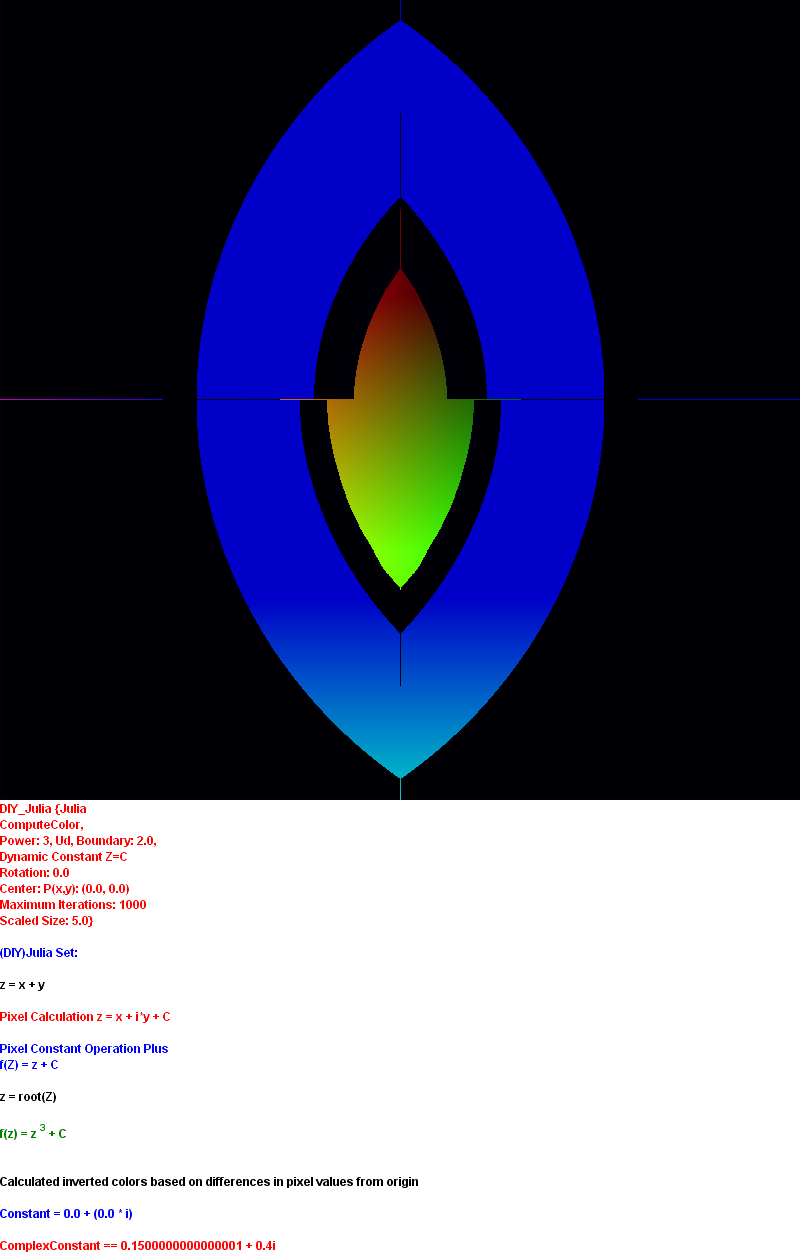 DIY_Julia {Julia
ComputeColor,
Power: 3, Ud, Boundary: 2.0,
Dynamic Constant Z=C
Rotation: 0.0
Center: P(x,y): (0.0, 0.0)
Maximum Iterations: 1000
Scaled Size: 5.0}
(DIY)Julia Set:
z = x + y
Pixel Calculation z = x + i*y + C
Pixel Constant Operation Plus
f(Z) = z + C
z = root(Z)
f(z) = z ³ + C
Calculated inverted colors based on differences in pixel values from origin
Constant = 0.0 + (0.0 * i)
ComplexConstant == 0.1500000000000001 + 0.4i